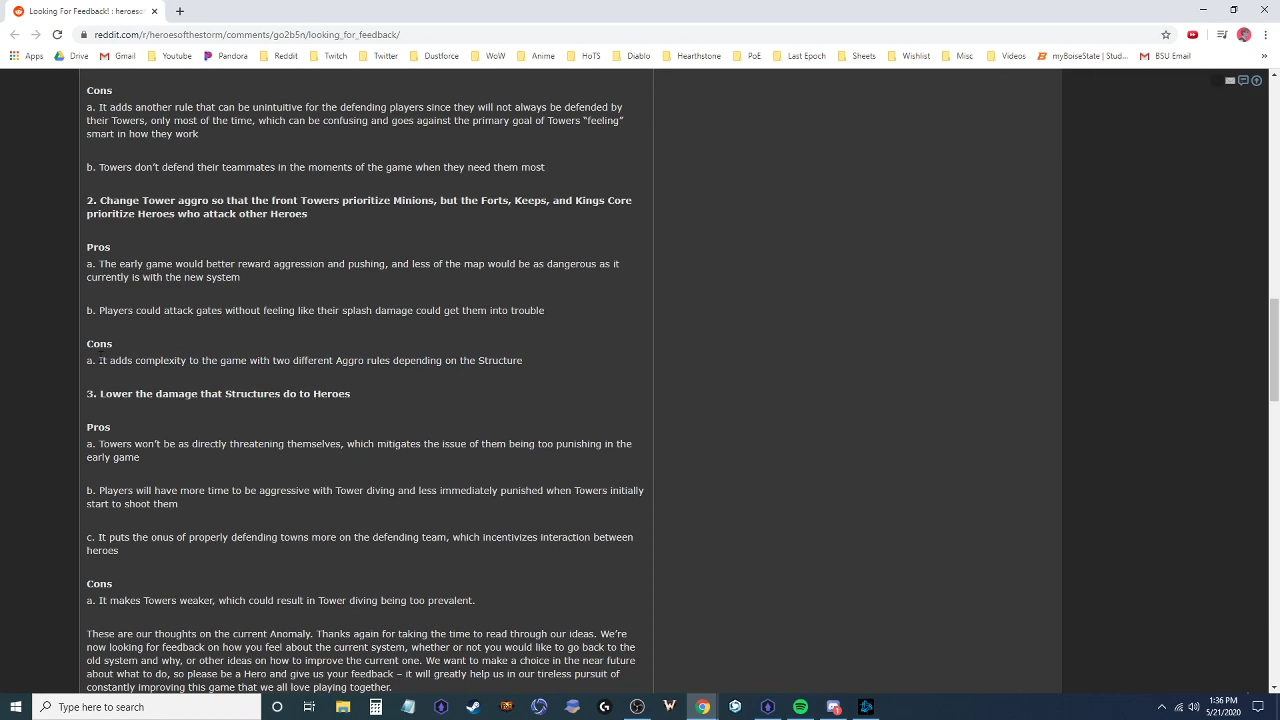 Looking For Feedback! : heroeso
reddit.com/r/heroesofthestorm/comments/go2b5n/looking_for_feedback/
Apps Drive Gmail Youtube Pandora Reddit Twitch Twitter Dustforce WoW Anime HoTS Diablo Hearthstone PoE Last Epoch Sheets Wishlist Misc Videos myBoiseState | Stud... BSU Email »
Cons
a. It adds another rule that can be unintuitive for the defending players since they will not always be defended by
their Towers, only most of the time, which can be confusing and goes against the primary goal of Towers “feeling”
smart in how they work
b. Towers don’t defend their teammates in the moments of the game when they need them most
2. Change Tower aggro so that the front Towers prioritize Minions, but the Forts, Keeps, and Kings Core
prioritize Heroes who attack other Heroes
Pros
a. The early game would better reward aggression and pushing, and less of the map would be as dangerous as it
currently is with the new system
b. Players could attack gates without feeling like their splash damage could get them into trouble
Cons
a. It adds complexity to the game with two different Aggro rules depending on the Structure
3. Lower the damage that Structures do to Heroes
Pros
a. Towers won’t be as directly threatening themselves, which mitigates the issue of them being too punishing in the
early game
b. Players will have more time to be aggressive with Tower diving and less immediately punished when Towers initially
start to shoot them
c. It puts the onus of properly defending towns more on the defending team, which incentivizes interaction between
heroes
Cons
a. It makes Towers weaker, which could result in Tower diving being too prevalent.
These are our thoughts on the current Anomaly. Thanks again for taking the time to read through our ideas. We’re
now looking for feedback on how you feel about the current system, whether or not you would like to go back to the
old system and why, or other ideas on how to improve the current one. We want to make a choice in the near future
about what to do, so please be a Hero and give us your feedback – it will greatly help us in our tireless pursuit of
constantly improving this game that we all love playing together.
Type here to search
1:36 PM
5/21/2020